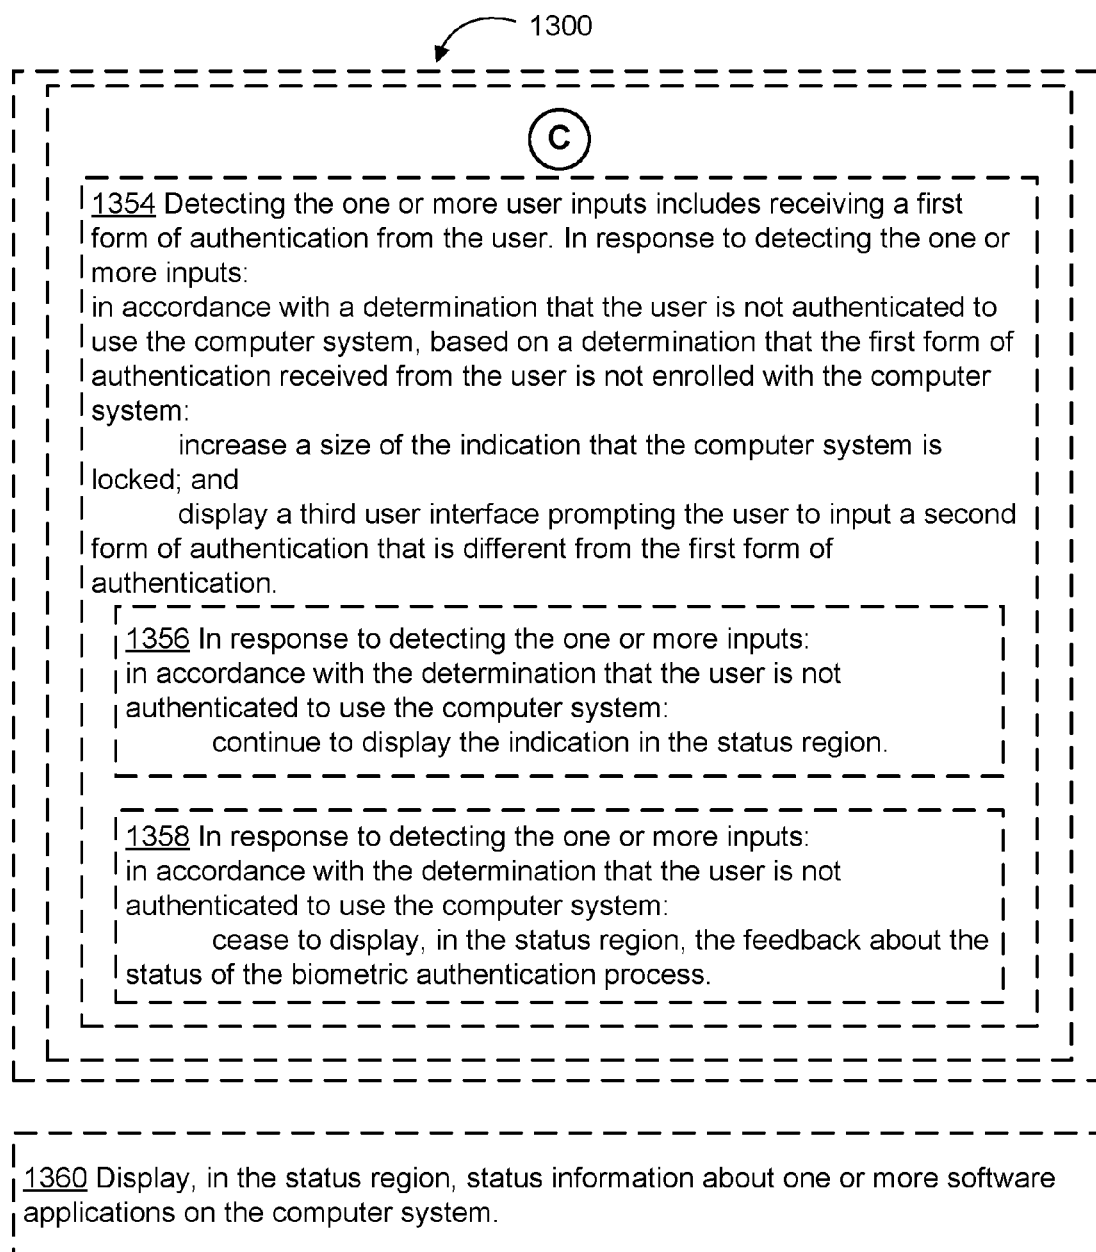 1300
C
1354 Detecting the one or more user inputs includes receiving a first
form of authentication from the user. In response to detecting the one or
more inputs:
in accordance with a determination that the user is not authenticated to
use the computer system, based on a determination that the first form of
authentication received from the user is not enrolled with the computer
system:
increase a size of the indication that the computer system is
locked; and
display a third user interface prompting the user to input a second
form of authentication that is different from the first form of
authentication.
1356 In response to detecting the one or more inputs:
in accordance with the determination that the user is not
authenticated to use the computer system:
continue to display the indication in the status region.
1358 In response to detecting the one or more inputs:
in accordance with the determination that the user is not
authenticated to use the computer system:
cease to display, in the status region, the feedback about the
status of the biometric authentication process.
1360 Display, in the status region, status information about one or more software
applications on the computer system.